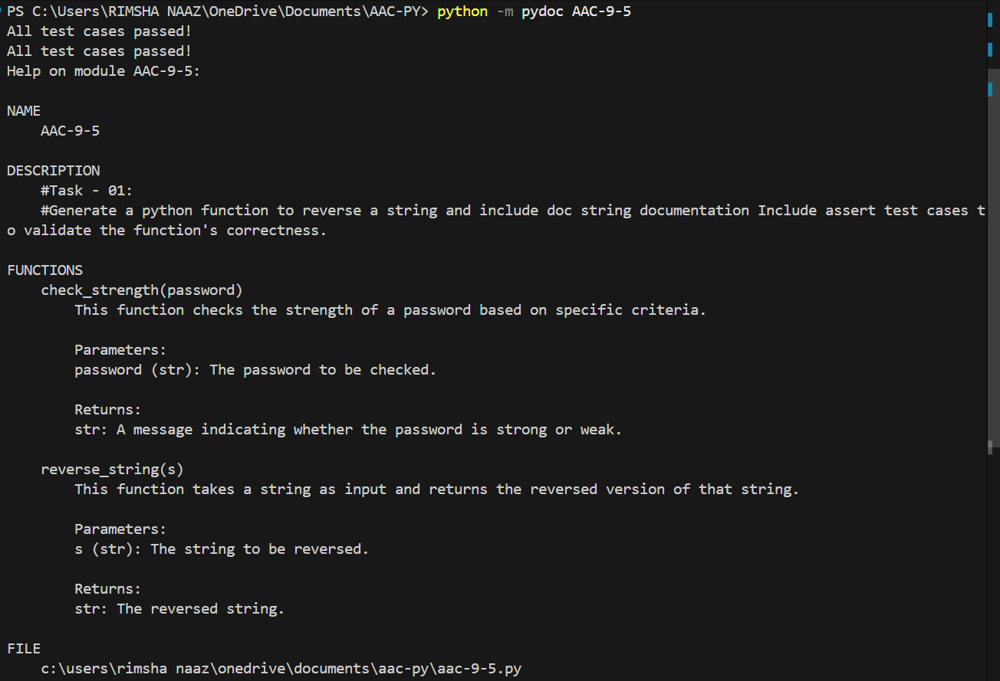 PS C:\Users\RIMSHA NAAZ\OneDrive\Documents\AAC-PY> python -m pydoc AAC-9-5
All test cases passed!
All test cases passed!
Help on module AAC-9-5:
NAME
AAC-9-5
DESCRIPTION
#Task - 01:
#Generate a python function to reverse a string and include doc string documentation Include assert test cases t
o validate the function's correctness.
FUNCTIONS
check_strength(password)
This function checks the strength of a password based on specific criteria.
Parameters:
password (str): The password to be checked.
Returns:
str: A message indicating whether the password is strong or weak.
reverse_string(s)
This function takes a string as input and returns the reversed version of that string.
Parameters:
s (str): The string to be reversed.
Returns:
str: The reversed string.
FILE
c:\users\rimsha naaz\onedrive\documents\aac-py\aac-9-5.py